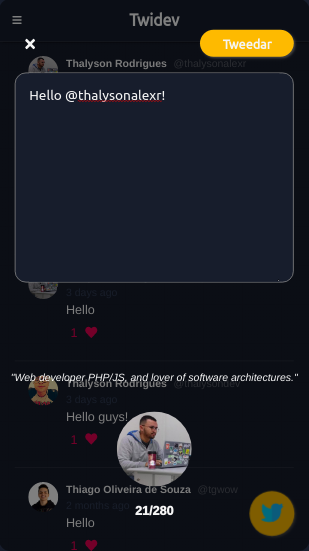 Twidev
Tweedar
Thalyson Rodrigues @thalysonalexr
Hello @thalysonalexr!
3 days ago
Hello
1
"Web developer PHP/JS, and lover of software architectures."
Thalyson Rodrigues @thalysondev
3 days ago
Hello guys!
1
21/280
Thiago Oliveira de Souza @tgwow
2 months ago
Hello
1